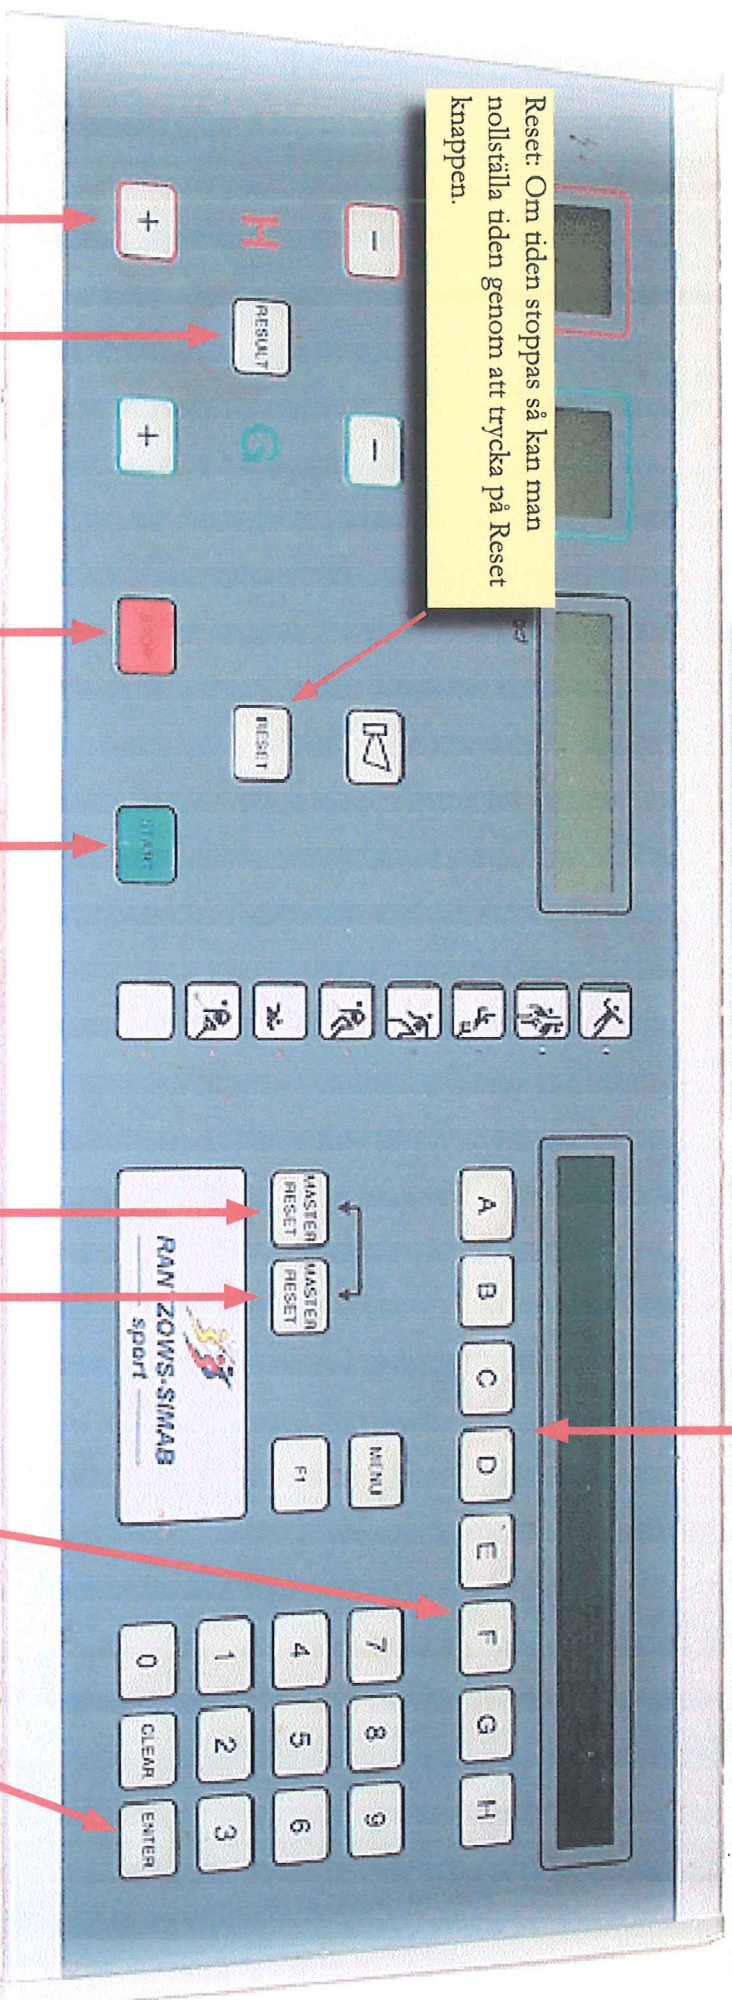 Reset: Om tiden stoppas så kan man
nollställa tiden genom att trycka på Reset
knappen.
-
-
H
RESULT
G
+
+
RESET
STOP
START
A
B
C
D
E
F
G
H
MASTER
RESET
MASTER
RESET
MENU
F1
7
8
9
4
5
6
1
2
3
0
CLEAR
ENTER
sport